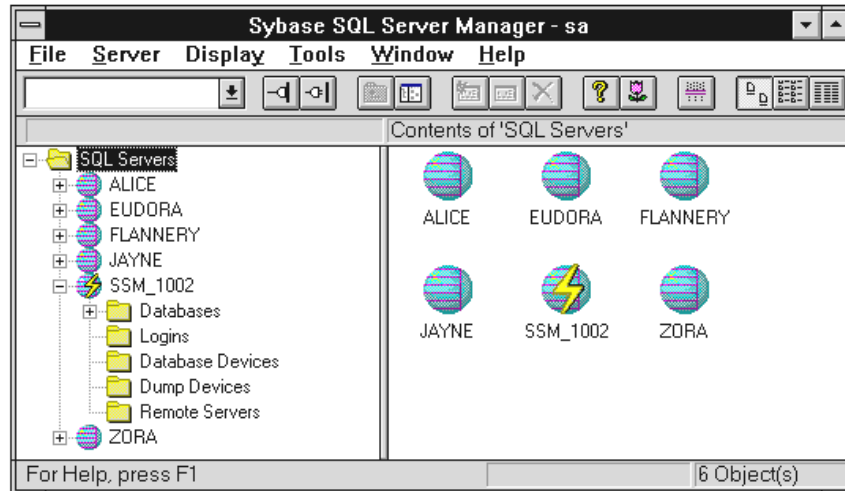 Sybase SQL Server Manager - sa
File Server Display Tools Window Help
Contents of 'SQL Servers'
SQL Servers
ALICE
EUDORA
FLANNERY
JAYNE
SSM_1002
Databases
Logins
Database Devices
Dump Devices
Remote Servers
ZORA
ALICE EUDORA FLANNERY
JAYNE SSM_1002 ZORA
For Help, press F1 6 Object(s)